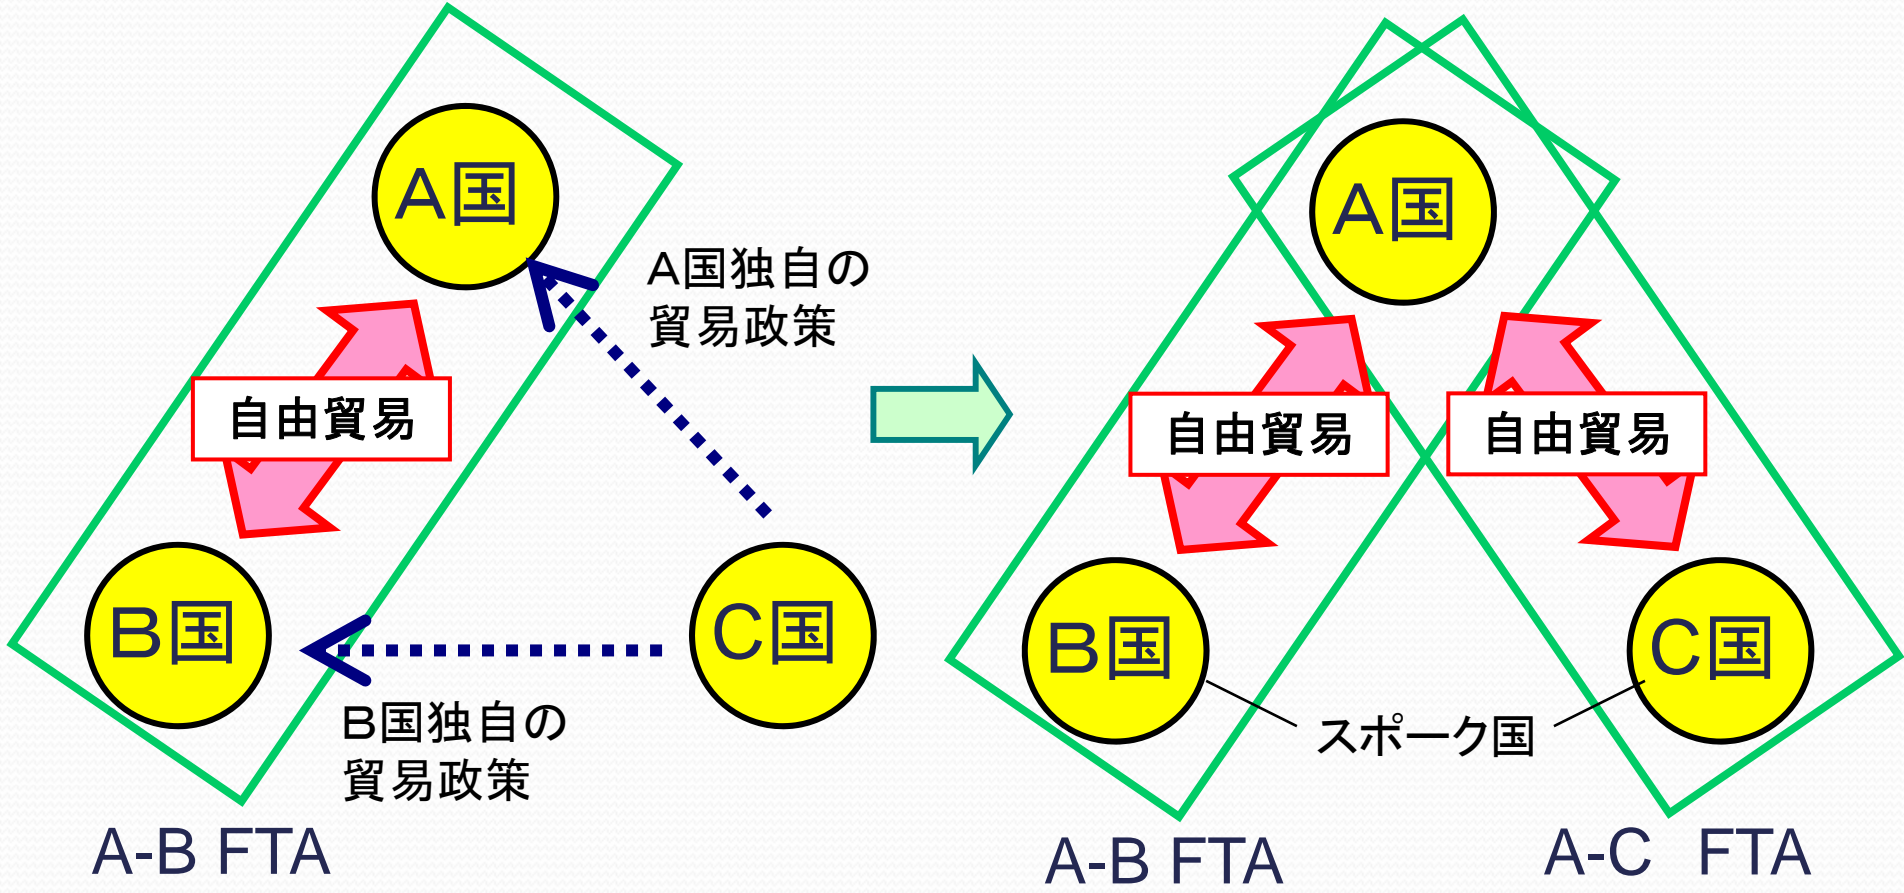 A国
A国独自の
貿易政策
自由貿易
B国
C国
B国独自の
貿易政策
A-B FTA
A国
自由貿易
自由貿易
B国
C国
スポーク国
A-B FTA
A-C FTA